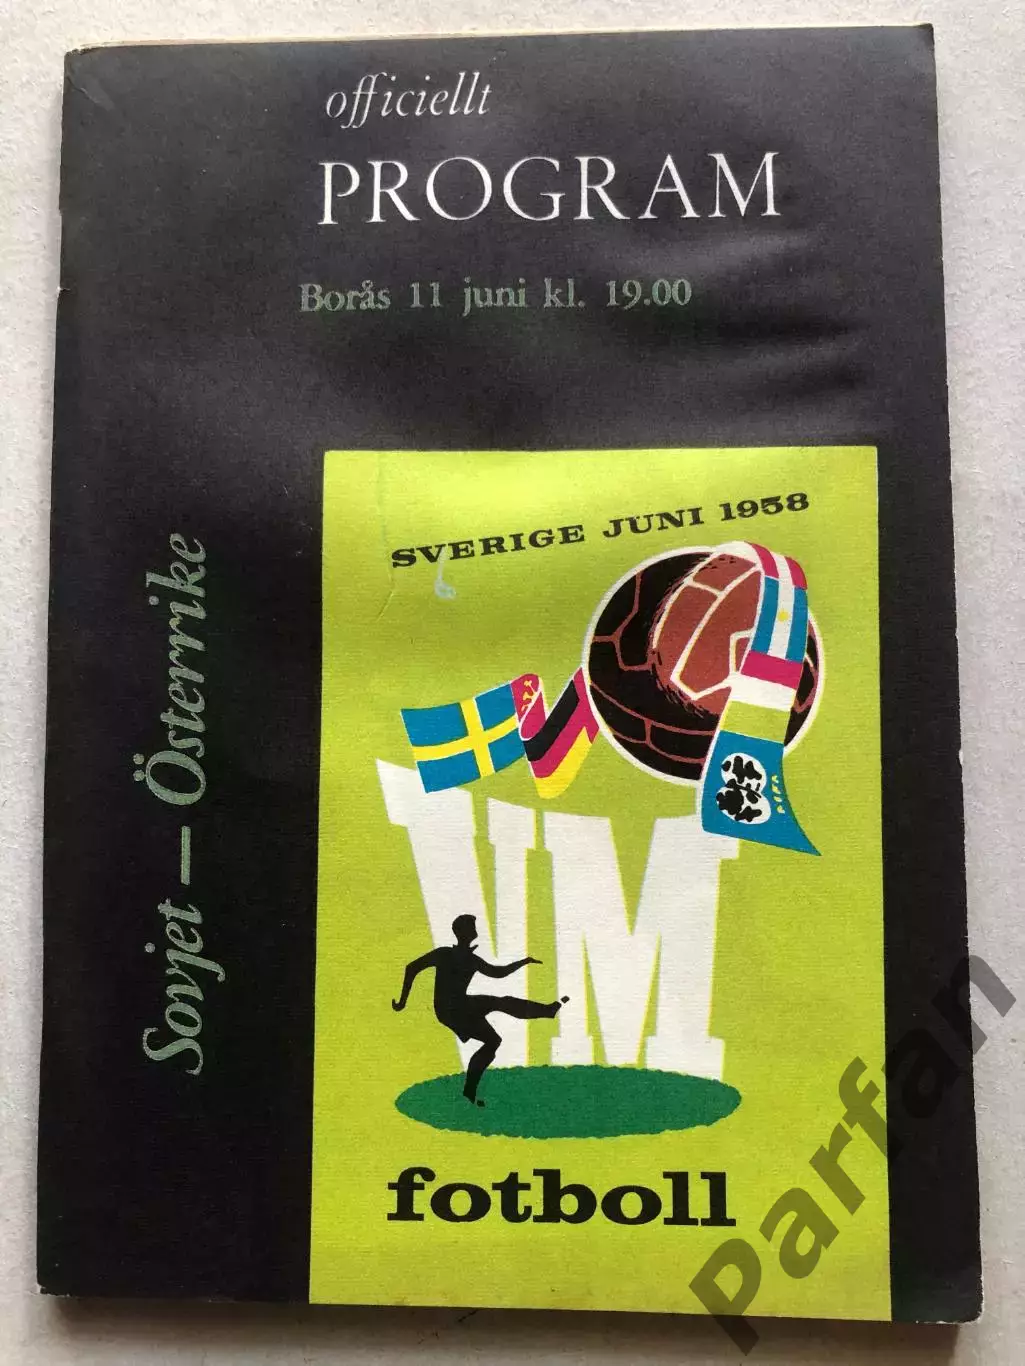 officiellt
PROGRAM
Borås 11 juni kl. 19.00
Sovjet – Österrike
SVERIGE JUNI 1958
VM
fotboll
Parfan